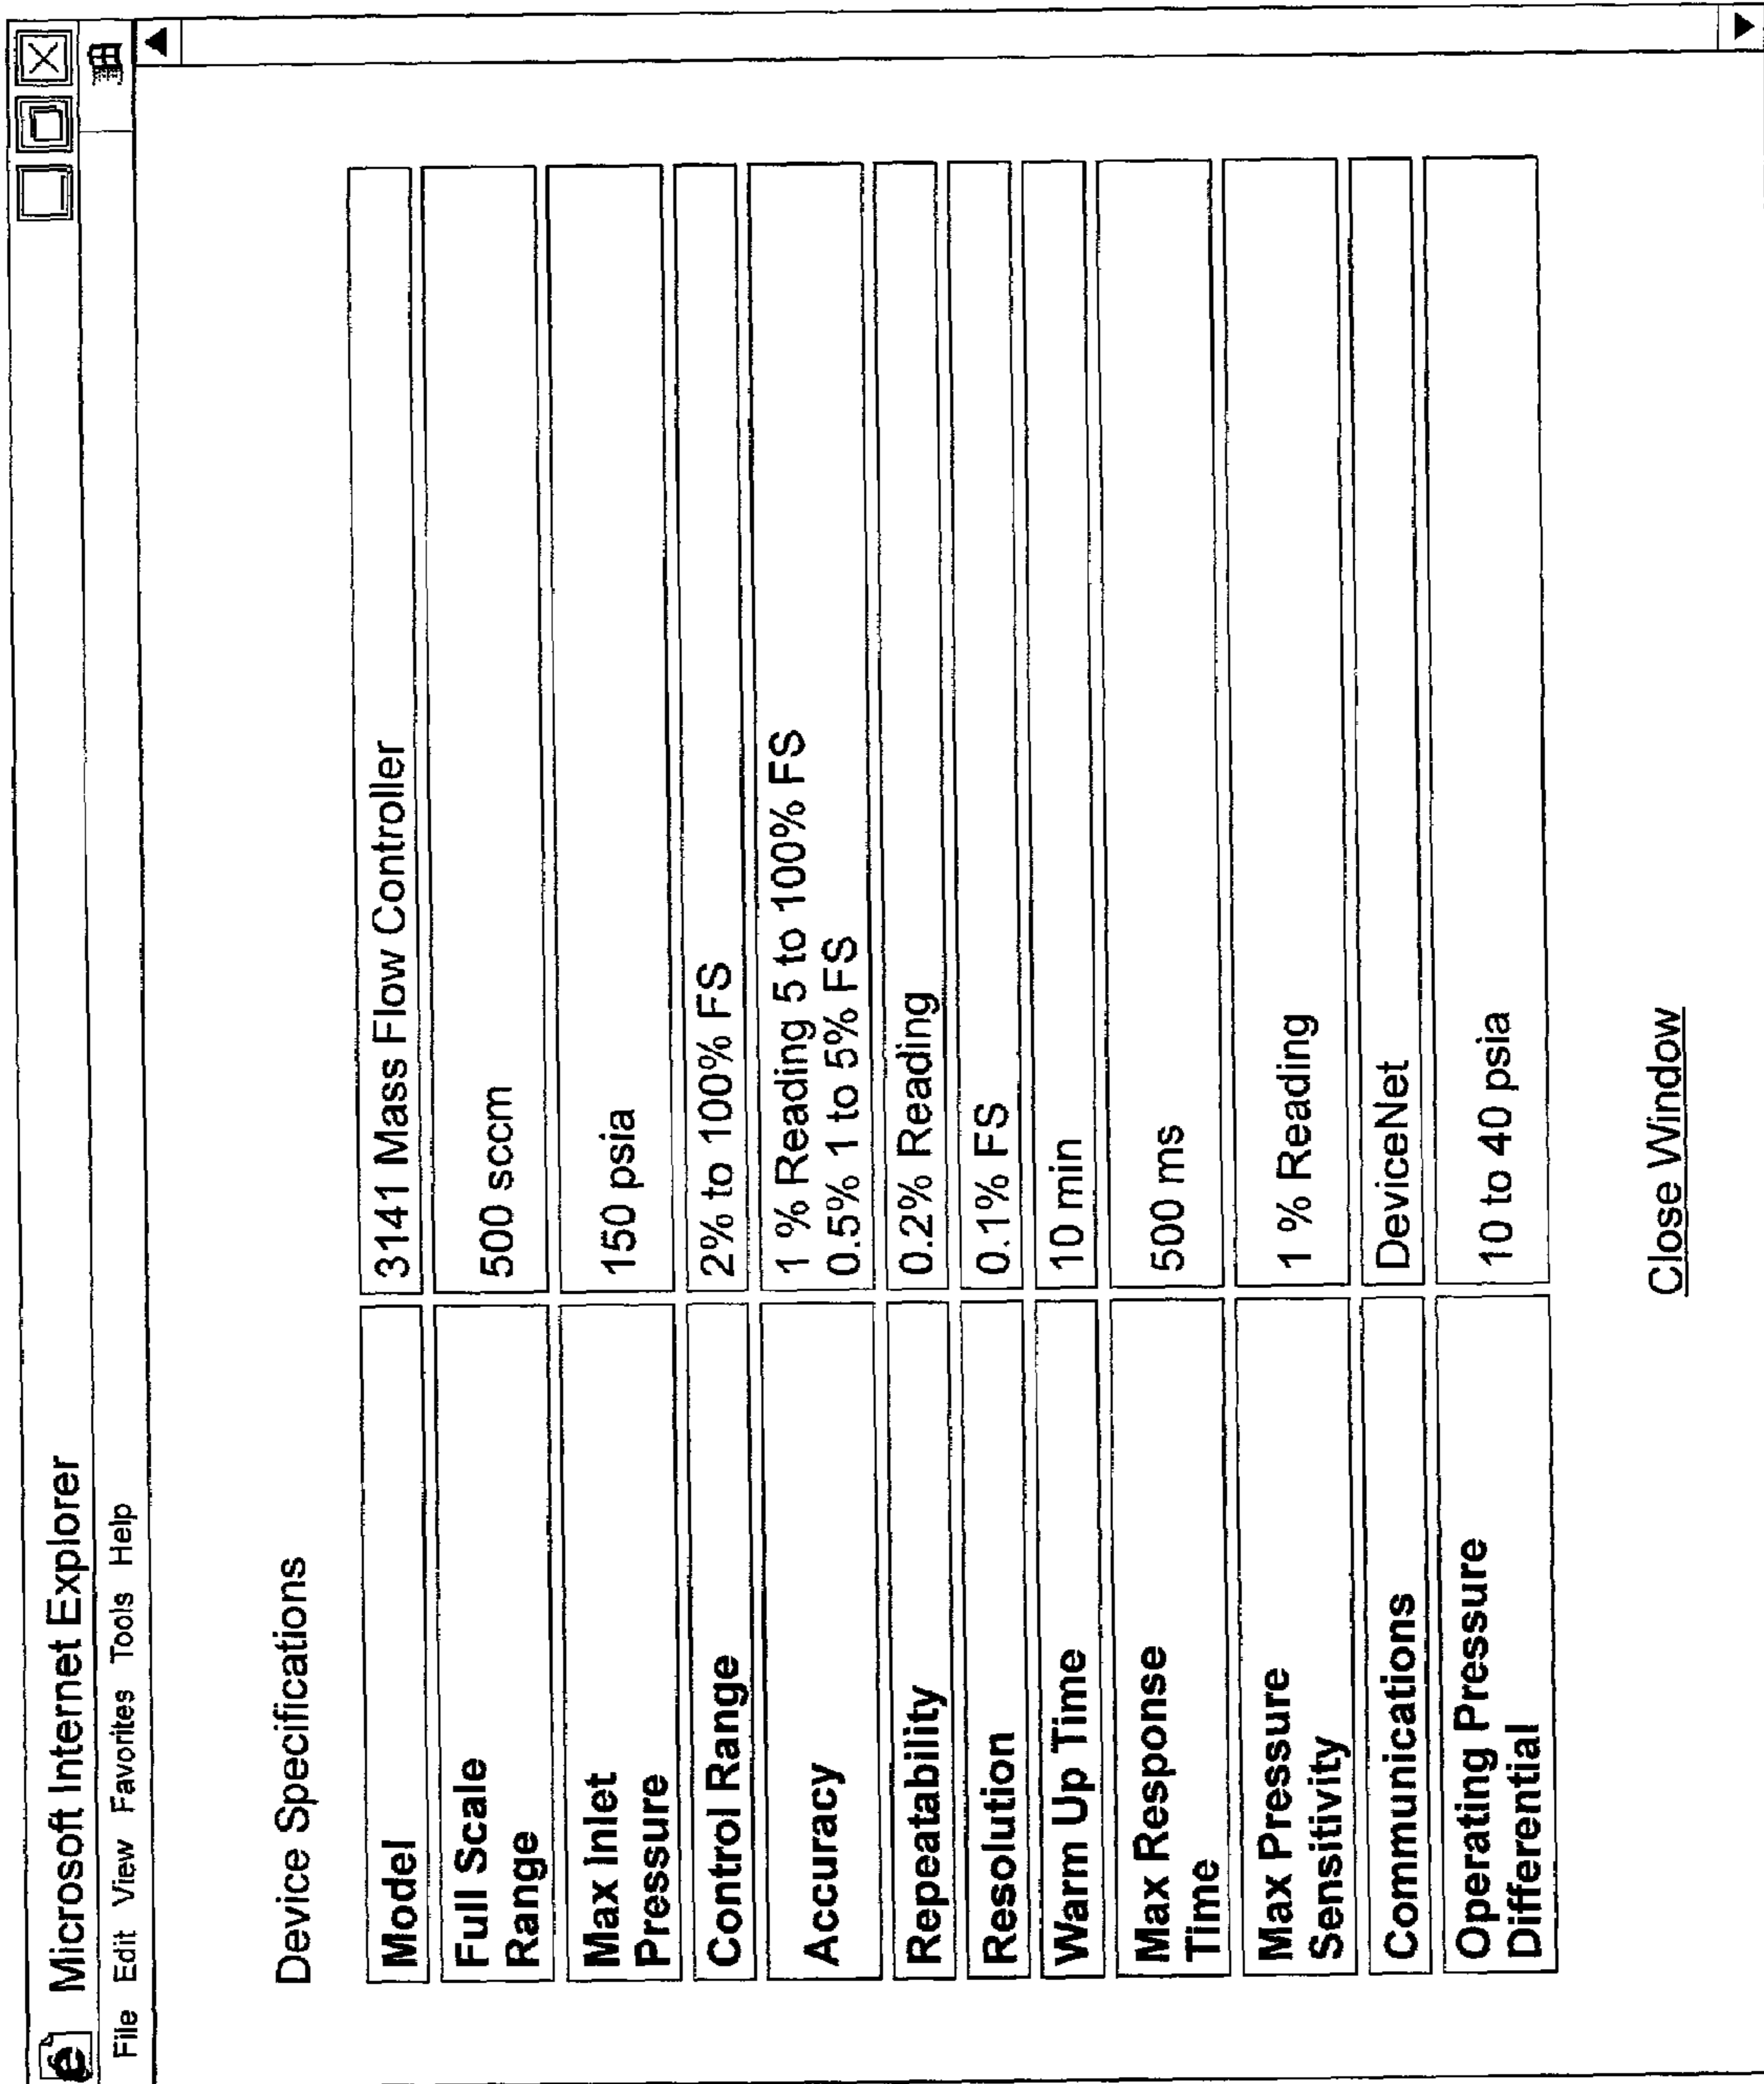 Microsoft Internet Explorer
File Edit View Favorites Tools Help
Device Specifications
Model 3141 Mass Flow Controller
Full Scale
Range 500 sccm
Max Inlet
Pressure 150 psia
Control Range 2% to 100% FS
Accuracy 1 % Reading 5 to 100% FS
0.5% 1 to 5% FS
Repeatability 0.2% Reading
Resolution 0.1% FS
Warm Up Time 10 min
Max Response
Time 500 ms
Max Pressure
Sensitivity 1 % Reading
Communications DeviceNet
Operating Pressure
Differential 10 to 40 psia
Close Window